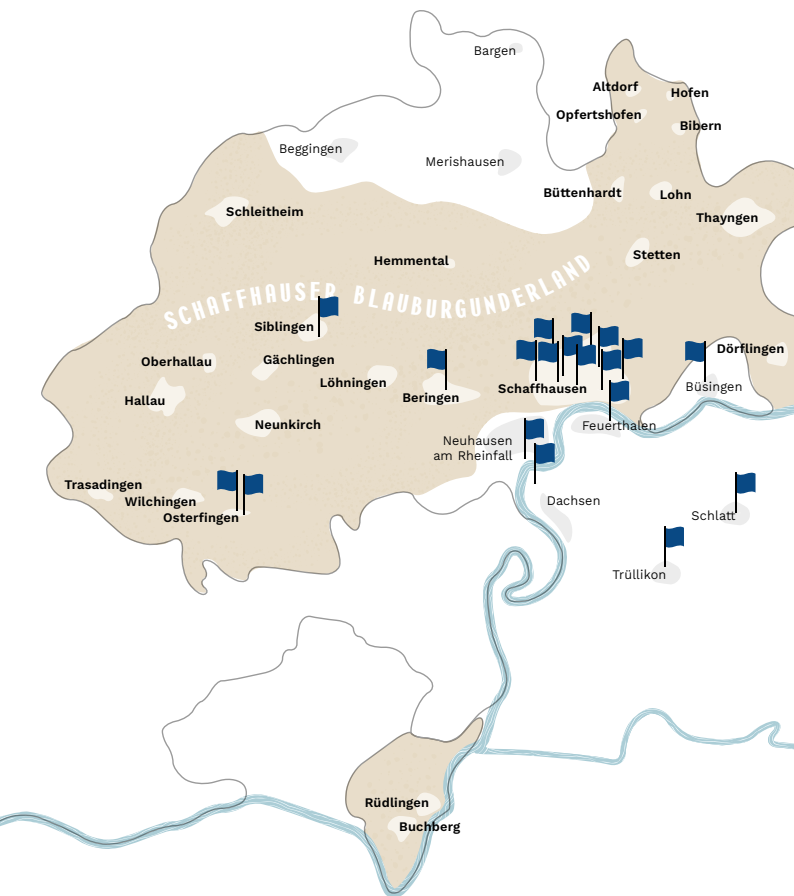 Bargen
Altdorf
Hofen
Opfertshofen
Bibern
Beggingen
Merishausen
Büttenhardt
Lohn
Schleitheim
Thayngen
Stetten
Hemmental
SCHAFFHAUSER BLAUBURGUNDERLAND
Siblingen
Dörflingen
Oberhallau
Gächlingen
Löhningen
Büsingen
Schaffhausen
Beringen
Hallau
Neunkirch
Feuerthalen
Neuhausen
am Rheinfall
Trasadingen
Wilchingen
Dachsen
Osterfingen
Schlatt
Trüllikon
Rüdlingen
Buchberg